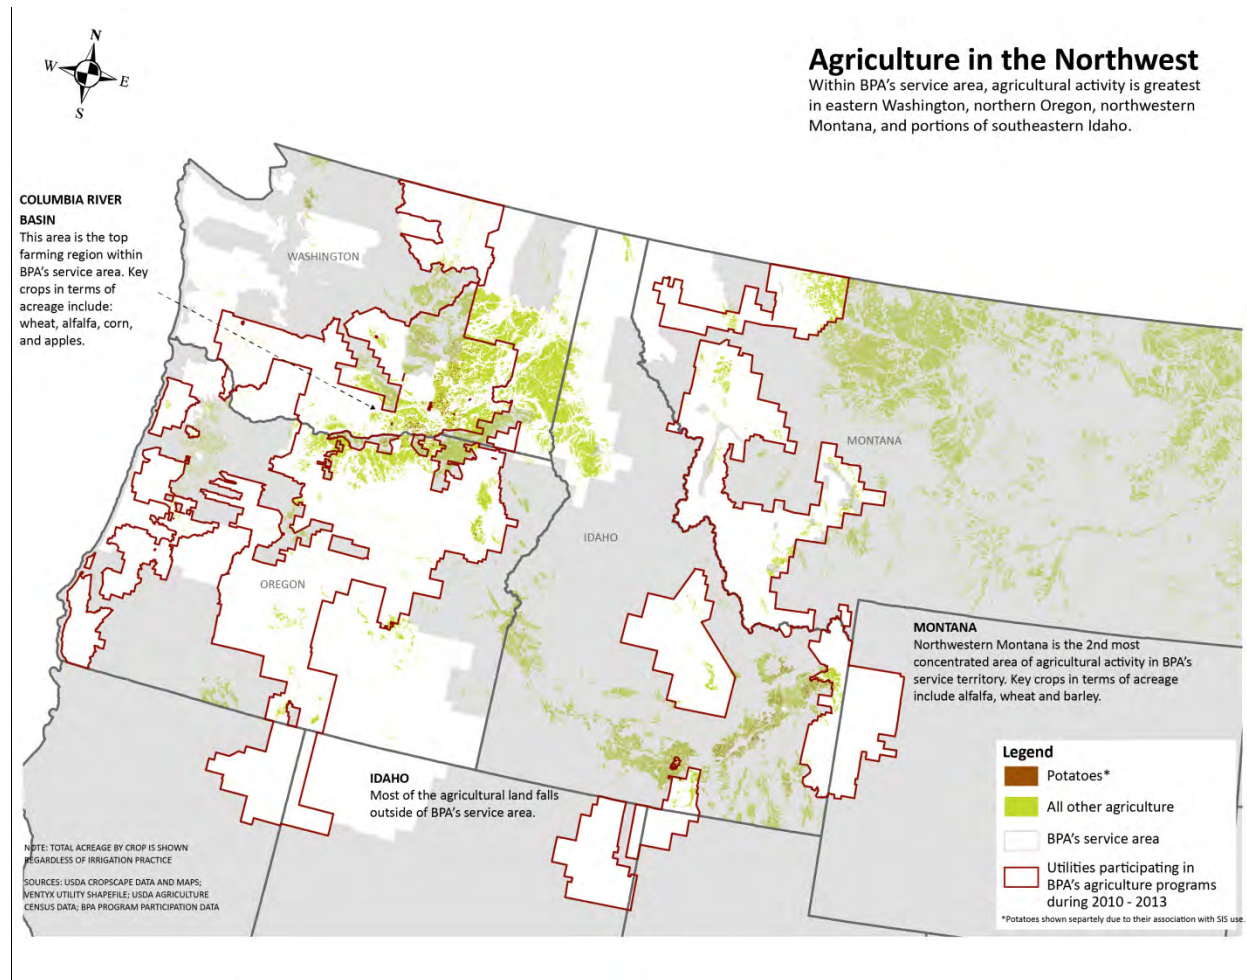 N
W
E
S
Agriculture in the Northwest
Within BPA's service area, agricultural activity is greatest
in eastern Washington, northern Oregon, northwestern
Montana, and portions of southeastern Idaho.
COLUMBIA RIVER
BASIN
This area is the top
farming region within
BPA's service area. Key
crops in terms of
acreage include:
wheat, alfalfa, corn,
and apples.
WASHINGTON
MONTANA
IDAHO
OREGON
MONTANA
Northwestern Montana is the 2nd most
concentrated area of agricultural activity in BPA's
service territory. Key crops in terms of acreage
include alfalfa, wheat and barley.
IDAHO
Most of the agricultural land falls
outside of BPA's service area.
Legend
Potatoes*
All other agriculture
BPA's service area
Utilities participating in
BPA's agriculture programs
during 2010 - 2013
*Potatoes shown separtely due to their association with SIS use.
NOTE: TOTAL ACREAGE BY CROP IS SHOWN
REGARDLESS OF IRRIGATION PRACTICE
SOURCES: USDA CROPSCAPE DATA AND MAPS;
VENTYX UTILITY SHAPEFILE; USDA AGRICULTURE
CENSUS DATA; BPA PROGRAM PARTICIPATION DATA